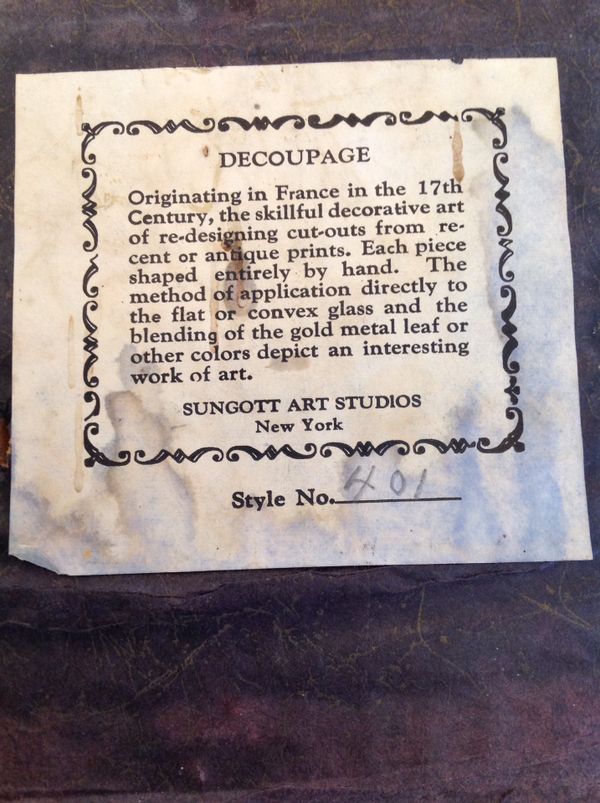 DECOUPAGE
Originating in France in the 17th
Century, the skillful decorative art
of re-designing cut-outs from re-
cent or antique prints. Each piece
shaped entirely by hand. The
method of application directly to
the flat or convex glass and the
blending of the gold metal leaf or
other colors depict an interesting
work of art.
SUNGOTT ART STUDIOS
New York
Style No. 401